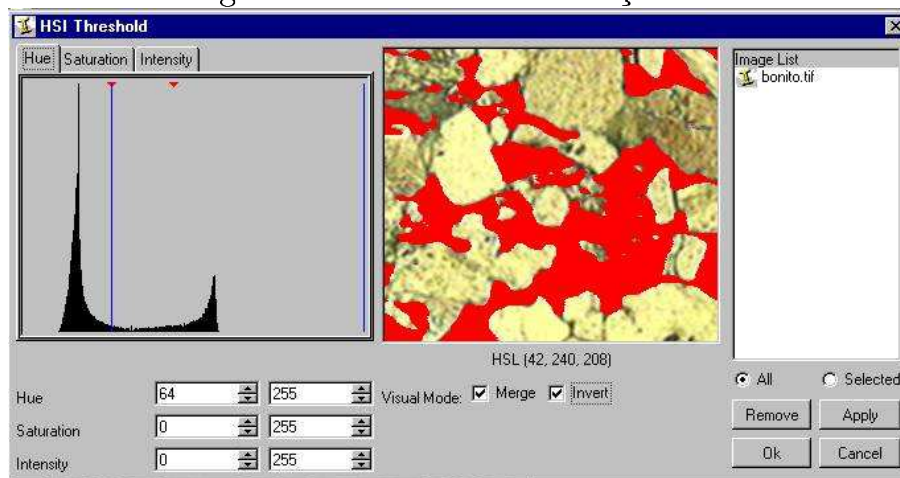 HSI Threshold
Hue Saturation Intensity
Image List
bonito.tif
HSL (42, 240, 208)
Hue 64 255
Visual Mode: Merge Invert
Saturation 0 255
Intensity 0 255
All Selected
Remove Apply
Ok Cancel